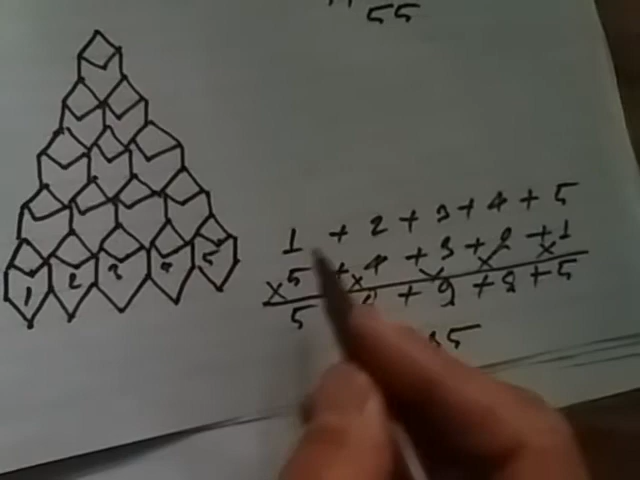 55
1 2 3 4 5
1 + 2 + 3 + 4 + 5
× 5 + 4 + 3 + 2 + 1
5 + 9 + 8 + 5
35